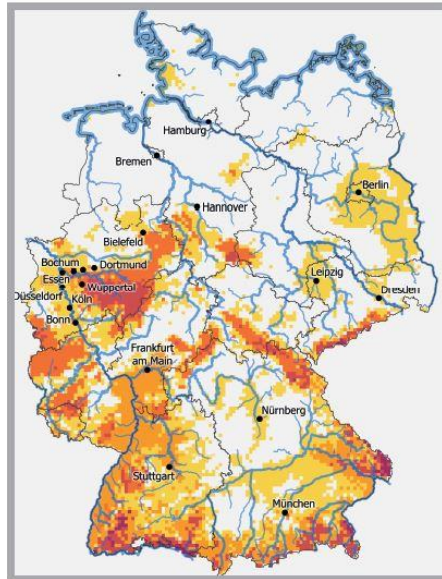 Hamburg
Bremen
Berlin
Hannover
Bielefeld
Bochum
Dortmund
Essen
Wuppertal
Düsseldorf
Köln
Leipzig
Dresden
Bonn
Frankfurt
am Main
Nürnberg
Stuttgart
München